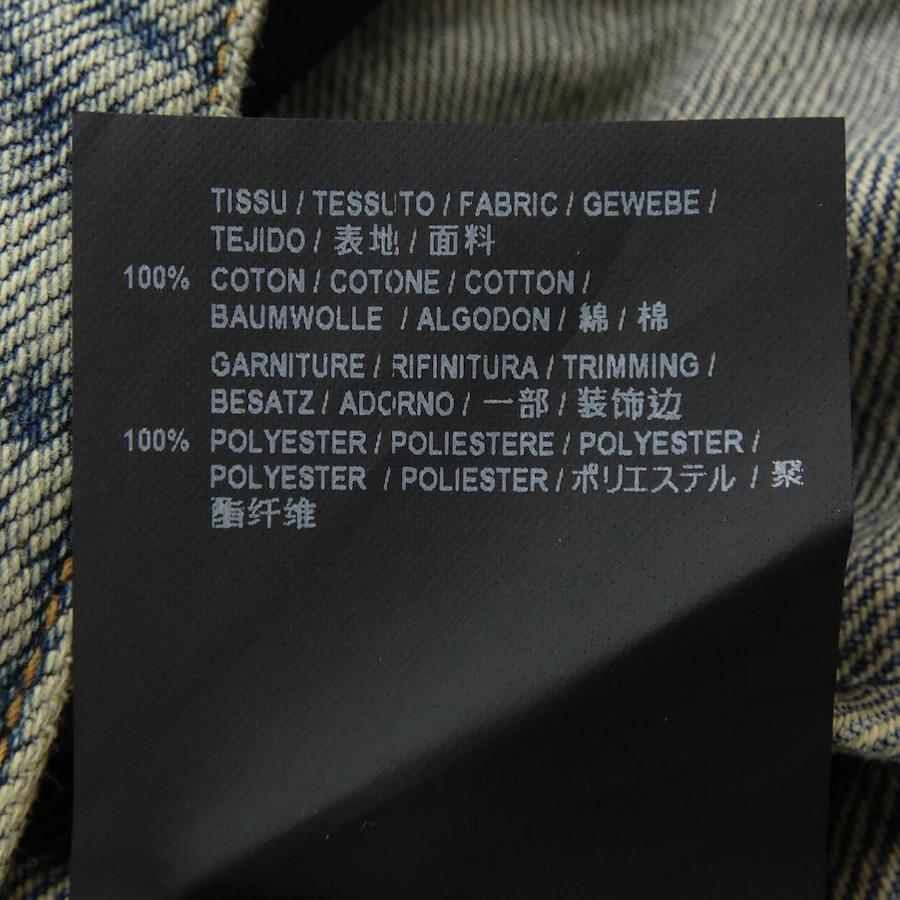 TISSU / TESSUTO / FABRIC / GEWEBE /
TEJIDO / 表地 / 面料
100% COTON / COTONE / COTTON /
BAUMWOLLE / ALGODON / 綿 / 棉
GARNITURE / RIFINITURA / TRIMMING /
BESATZ / ADORNO / 一部 / 装饰边
100% POLYESTER / POLIESTERE / POLYESTER /
POLYESTER / POLIESTER / ポリエステル / 聚
酯纤维